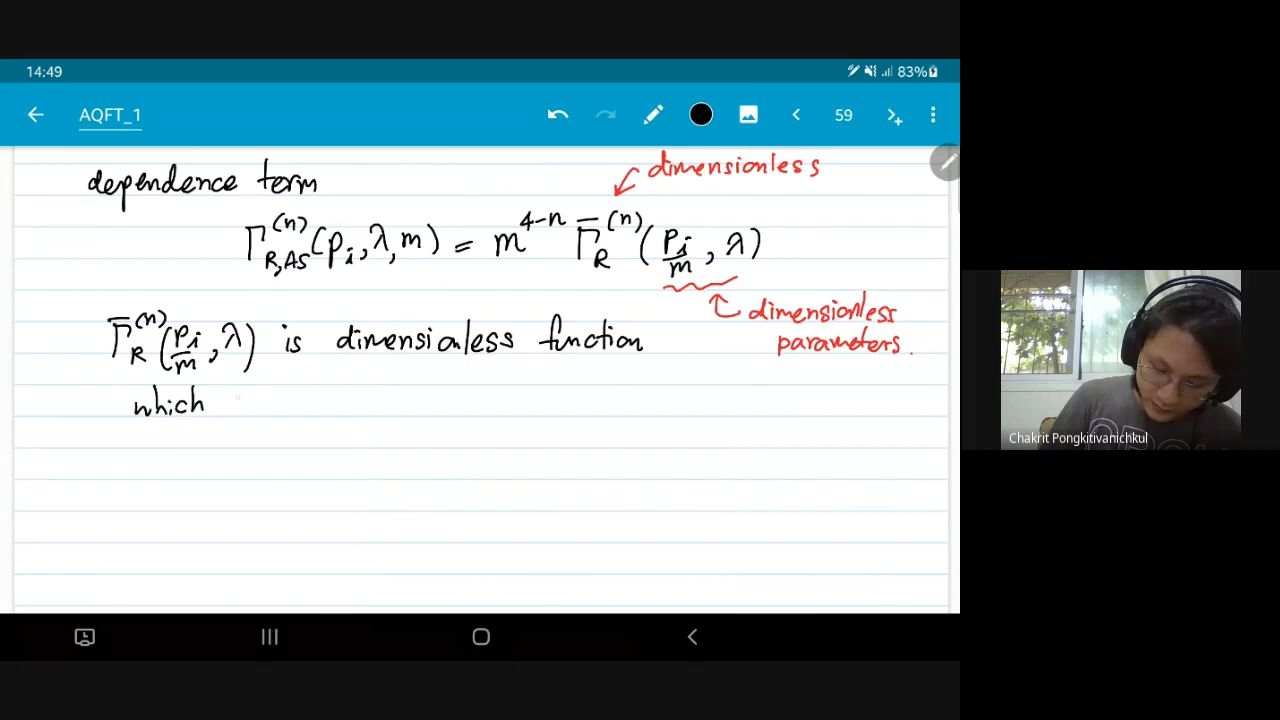 14:49
83%
AQFT_1
59
dimensionless
dependence term
Γ_{R,AS}^{(n)}(p_i, λ, m) = m^{4-n} Γ̄_R^{(n)}(p_i/m, λ)
dimensionless
parameters.
Γ̄_R^{(n)}(p_i/m, λ) is dimensionless function
which
Chakrit Pongkitivanichkul